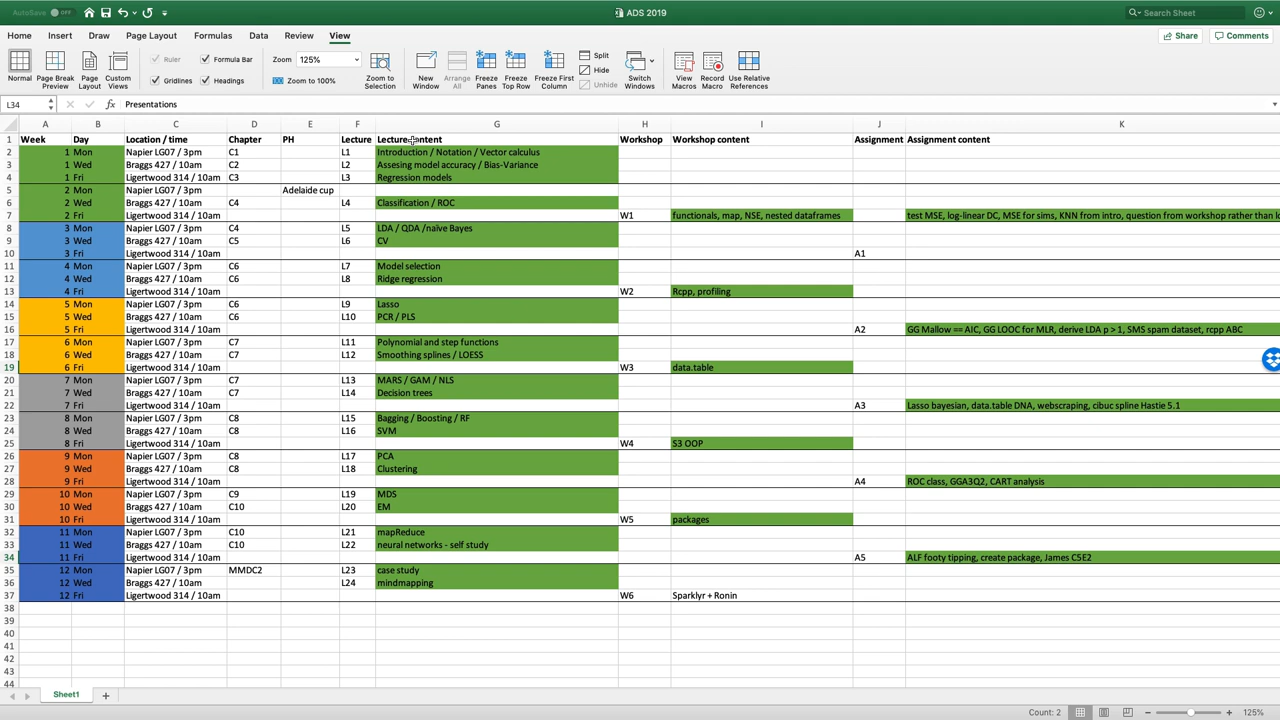 AutoSave OFF ADS 2019 Search Sheet
Home Insert Draw Page Layout Formulas Data Review View Share Comments
Normal Page Break Preview Page Layout Custom Views Ruler Formula Bar Gridlines Headings Zoom 125% Zoom to 100% Zoom to Selection New Window Arrange All Freeze Panes Freeze Top Row Freeze First Column Split Hide Unhide Switch Windows View Macros Record Macro Use Relative References
L34 fx Presentations
A B C D E F G H I J K
1 Week Day Location / time Chapter PH Lecture Lecture content Workshop Workshop content Assignment Assignment content
2 1 Mon Napier LG07 / 3pm C1 L1 Introduction / Notation / Vector calculus
3 1 Wed Braggs 427 / 10am C2 L2 Assesing model accuracy / Bias-Variance
4 1 Fri Ligertwood 314 / 10am C3 L3 Regression models
5 2 Mon Napier LG07 / 3pm Adelaide cup
6 2 Wed Braggs 427 / 10am C4 L4 Classification / ROC
7 2 Fri Ligertwood 314 / 10am W1 functionals, map, NSE, nested dataframes test MSE, log-linear DC, MSE for sims, KNN from intro, question from workshop rather than
8 3 Mon Napier LG07 / 3pm C4 L5 LDA / QDA /naïve Bayes
9 3 Wed Braggs 427 / 10am C5 L6 CV
10 3 Fri Ligertwood 314 / 10am A1
11 4 Mon Napier LG07 / 3pm C6 L7 Model selection
12 4 Wed Braggs 427 / 10am C6 L8 Ridge regression
13 4 Fri Ligertwood 314 / 10am W2 Rcpp, profiling
14 5 Mon Napier LG07 / 3pm C6 L9 Lasso
15 5 Wed Braggs 427 / 10am C6 L10 PCR / PLS
16 5 Fri Ligertwood 314 / 10am A2 GG Mallow == AIC, GG LOOC for MLR, derive LDA p > 1, SMS spam dataset, rcpp ABC
17 6 Mon Napier LG07 / 3pm C7 L11 Polynomial and step functions
18 6 Wed Braggs 427 / 10am C7 L12 Smoothing splines / LOESS
19 6 Fri Ligertwood 314 / 10am W3 data.table
20 7 Mon Napier LG07 / 3pm C7 L13 MARS / GAM / NLS
21 7 Wed Braggs 427 / 10am C7 L14 Decision trees
22 7 Fri Ligertwood 314 / 10am A3 Lasso bayesian, data.table DNA, webscraping, cibuc spline Hastie 5.1
23 8 Mon Napier LG07 / 3pm C8 L15 Bagging / Boosting / RF
24 8 Wed Braggs 427 / 10am C8 L16 SVM
25 8 Fri Ligertwood 314 / 10am W4 S3 OOP
26 9 Mon Napier LG07 / 3pm C8 L17 PCA
27 9 Wed Braggs 427 / 10am C8 L18 Clustering
28 9 Fri Ligertwood 314 / 10am A4 ROC class, GGA3Q2, CART analysis
29 10 Mon Napier LG07 / 3pm C9 L19 MDS
30 10 Wed Braggs 427 / 10am C10 L20 EM
31 10 Fri Ligertwood 314 / 10am W5 packages
32 11 Mon Napier LG07 / 3pm C10 L21 mapReduce
33 11 Wed Braggs 427 / 10am C10 L22 neural networks - self study
34 11 Fri Ligertwood 314 / 10am A5 ALF footy tipping, create package, James C5E2
35 12 Mon Napier LG07 / 3pm MMDC2 L23 case study
36 12 Wed Braggs 427 / 10am L24 mindmapping
37 12 Fri Ligertwood 314 / 10am W6 Sparklyr + Ronin
38
39
40
41
42
43
44
Sheet1
Count: 2 125%